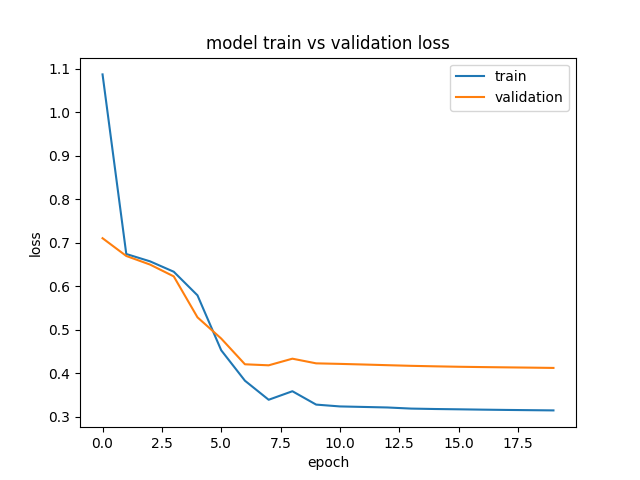 model train vs validation loss
train
validation
1.1
1.0
0.9
0.8
0.7
0.6
0.5
0.4
0.3
loss
0.0 2.5 5.0 7.5 10.0 12.5 15.0 17.5
epoch